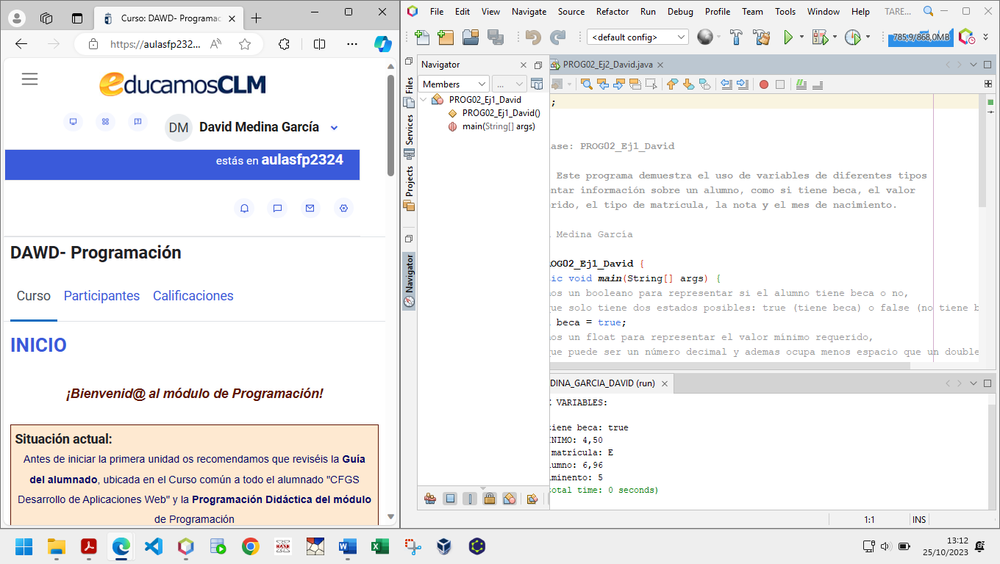 Curso: DAWD- Programac
https://aulasfp232...
educamosCLM
DM David Medina García
estás en aulasfp2324
DAWD- Programación
Curso Participantes Calificaciones
INICIO
¡Bienvenid@ al módulo de Programación!
Situación actual:
Antes de iniciar la primera unidad os recomendamos que reviséis la Guía
del alumnado, ubicada en el Curso común a todo el alumnado "CFGS
Desarrollo de Aplicaciones Web" y la Programación Didáctica del módulo
de Programación
File Edit View Navigate Source Refactor Run Debug Profile Team Tools Window Help TARE...
<default config>
785,9/868,0MB
Files
Services
Projects
Navigator
Navigator
Members
...
PROG02_Ej1_David
PROG02_Ej1_David()
main(String[] args)
PROG02_Ej2_David.java
;
ase: PROG02_Ej1_David
Este programa demuestra el uso de variables de diferentes tipos
ntar información sobre un alumno, como si tiene beca, el valor
rido, el tipo de matrícula, la nota y el mes de nacimiento.
Medina García
ROG02_Ej1_David {
ic void main(String[] args) {
mos un booleano para representar si el alumno tiene beca o no,
que solo tiene dos estados posibles: true (tiene beca) o false (no tiene b
beca = true;
mos un float para representar el valor mínimo requerido,
que puede ser un número decimal y ademas ocupa menos espacio que un double
DINA_GARCIA_DAVID (run)
E VARIABLES:
tiene beca: true
NIMO: 4,50
matrícula: E
lumno: 6,96
iminento: 5
total time: 0 seconds)
1:1 INS
13:12
25/10/2023